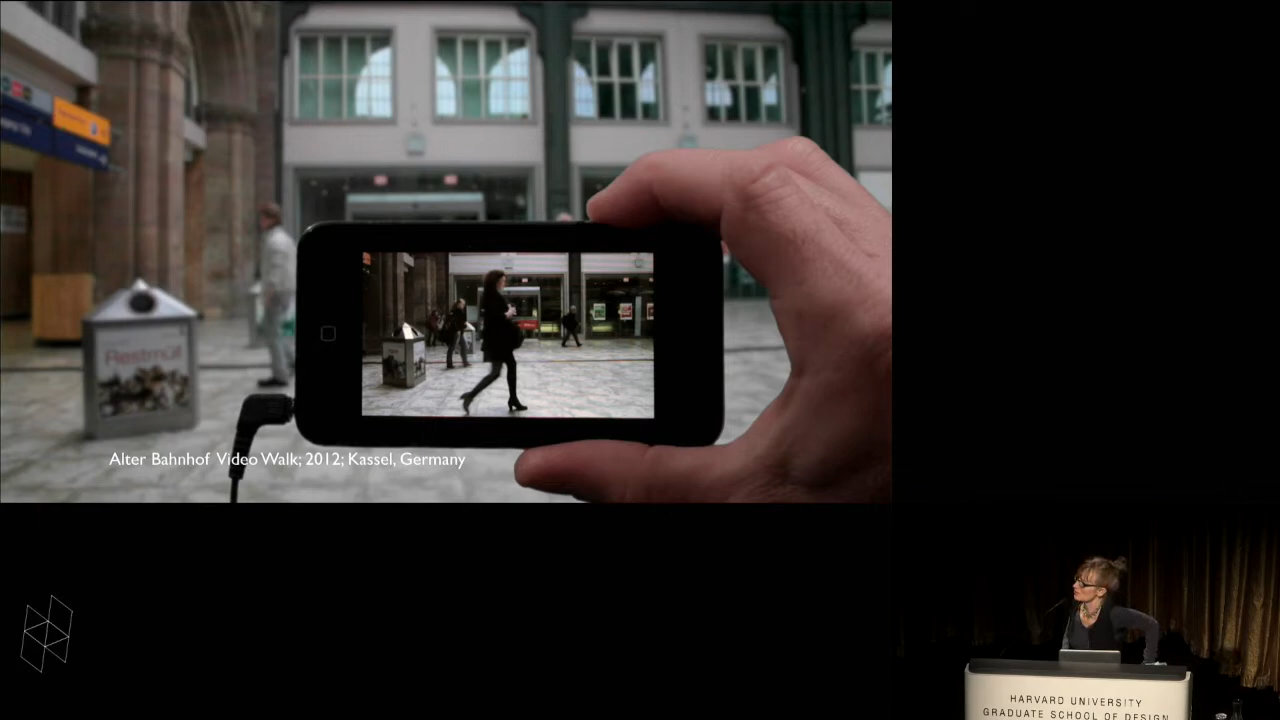 Restmüll
Alter Bahnhof Video Walk; 2012; Kassel, Germany
HARVARD UNIVERSITY
GRADUATE SCHOOL OF DESIGN